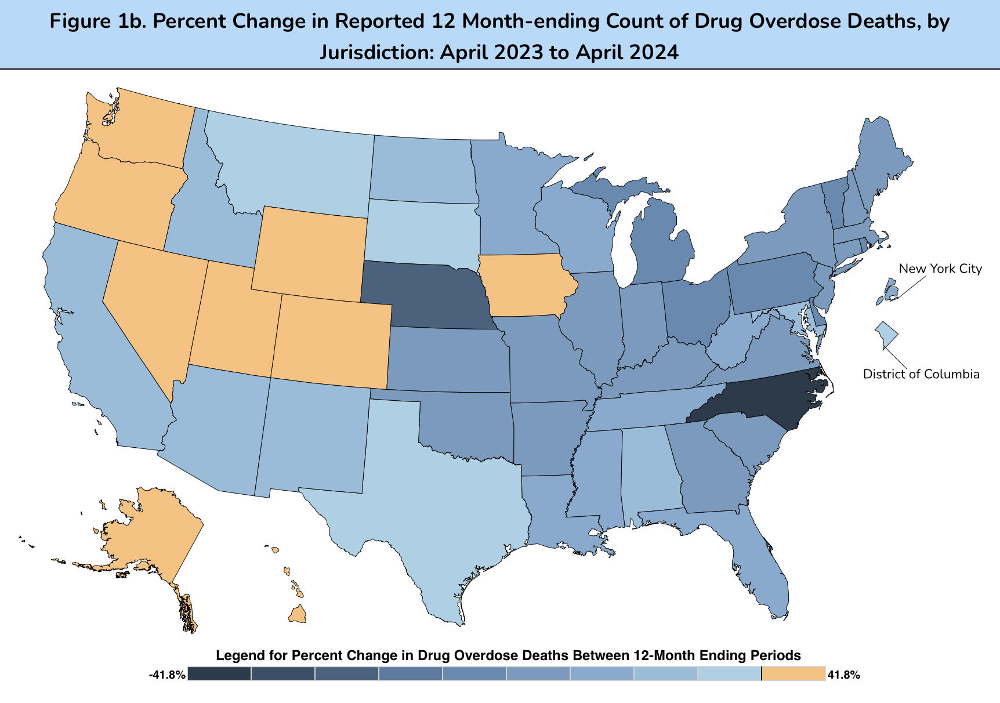 Figure 1b. Percent Change in Reported 12 Month-ending Count of Drug Overdose Deaths, by
Jurisdiction: April 2023 to April 2024
New York City
District of Columbia
Legend for Percent Change in Drug Overdose Deaths Between 12-Month Ending Periods
-41.8% 41.8%